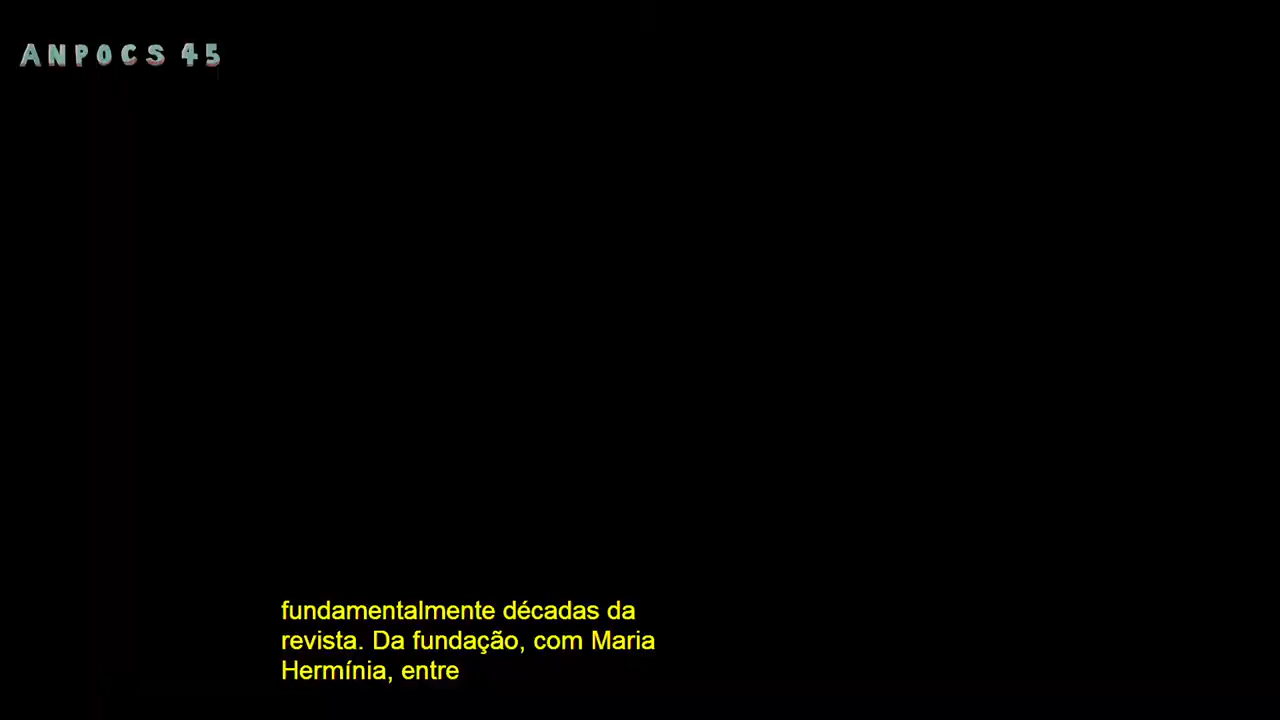 ANPOCS 45
fundamentalmente décadas da
revista. Da fundação, com Maria
Hermínia, entre